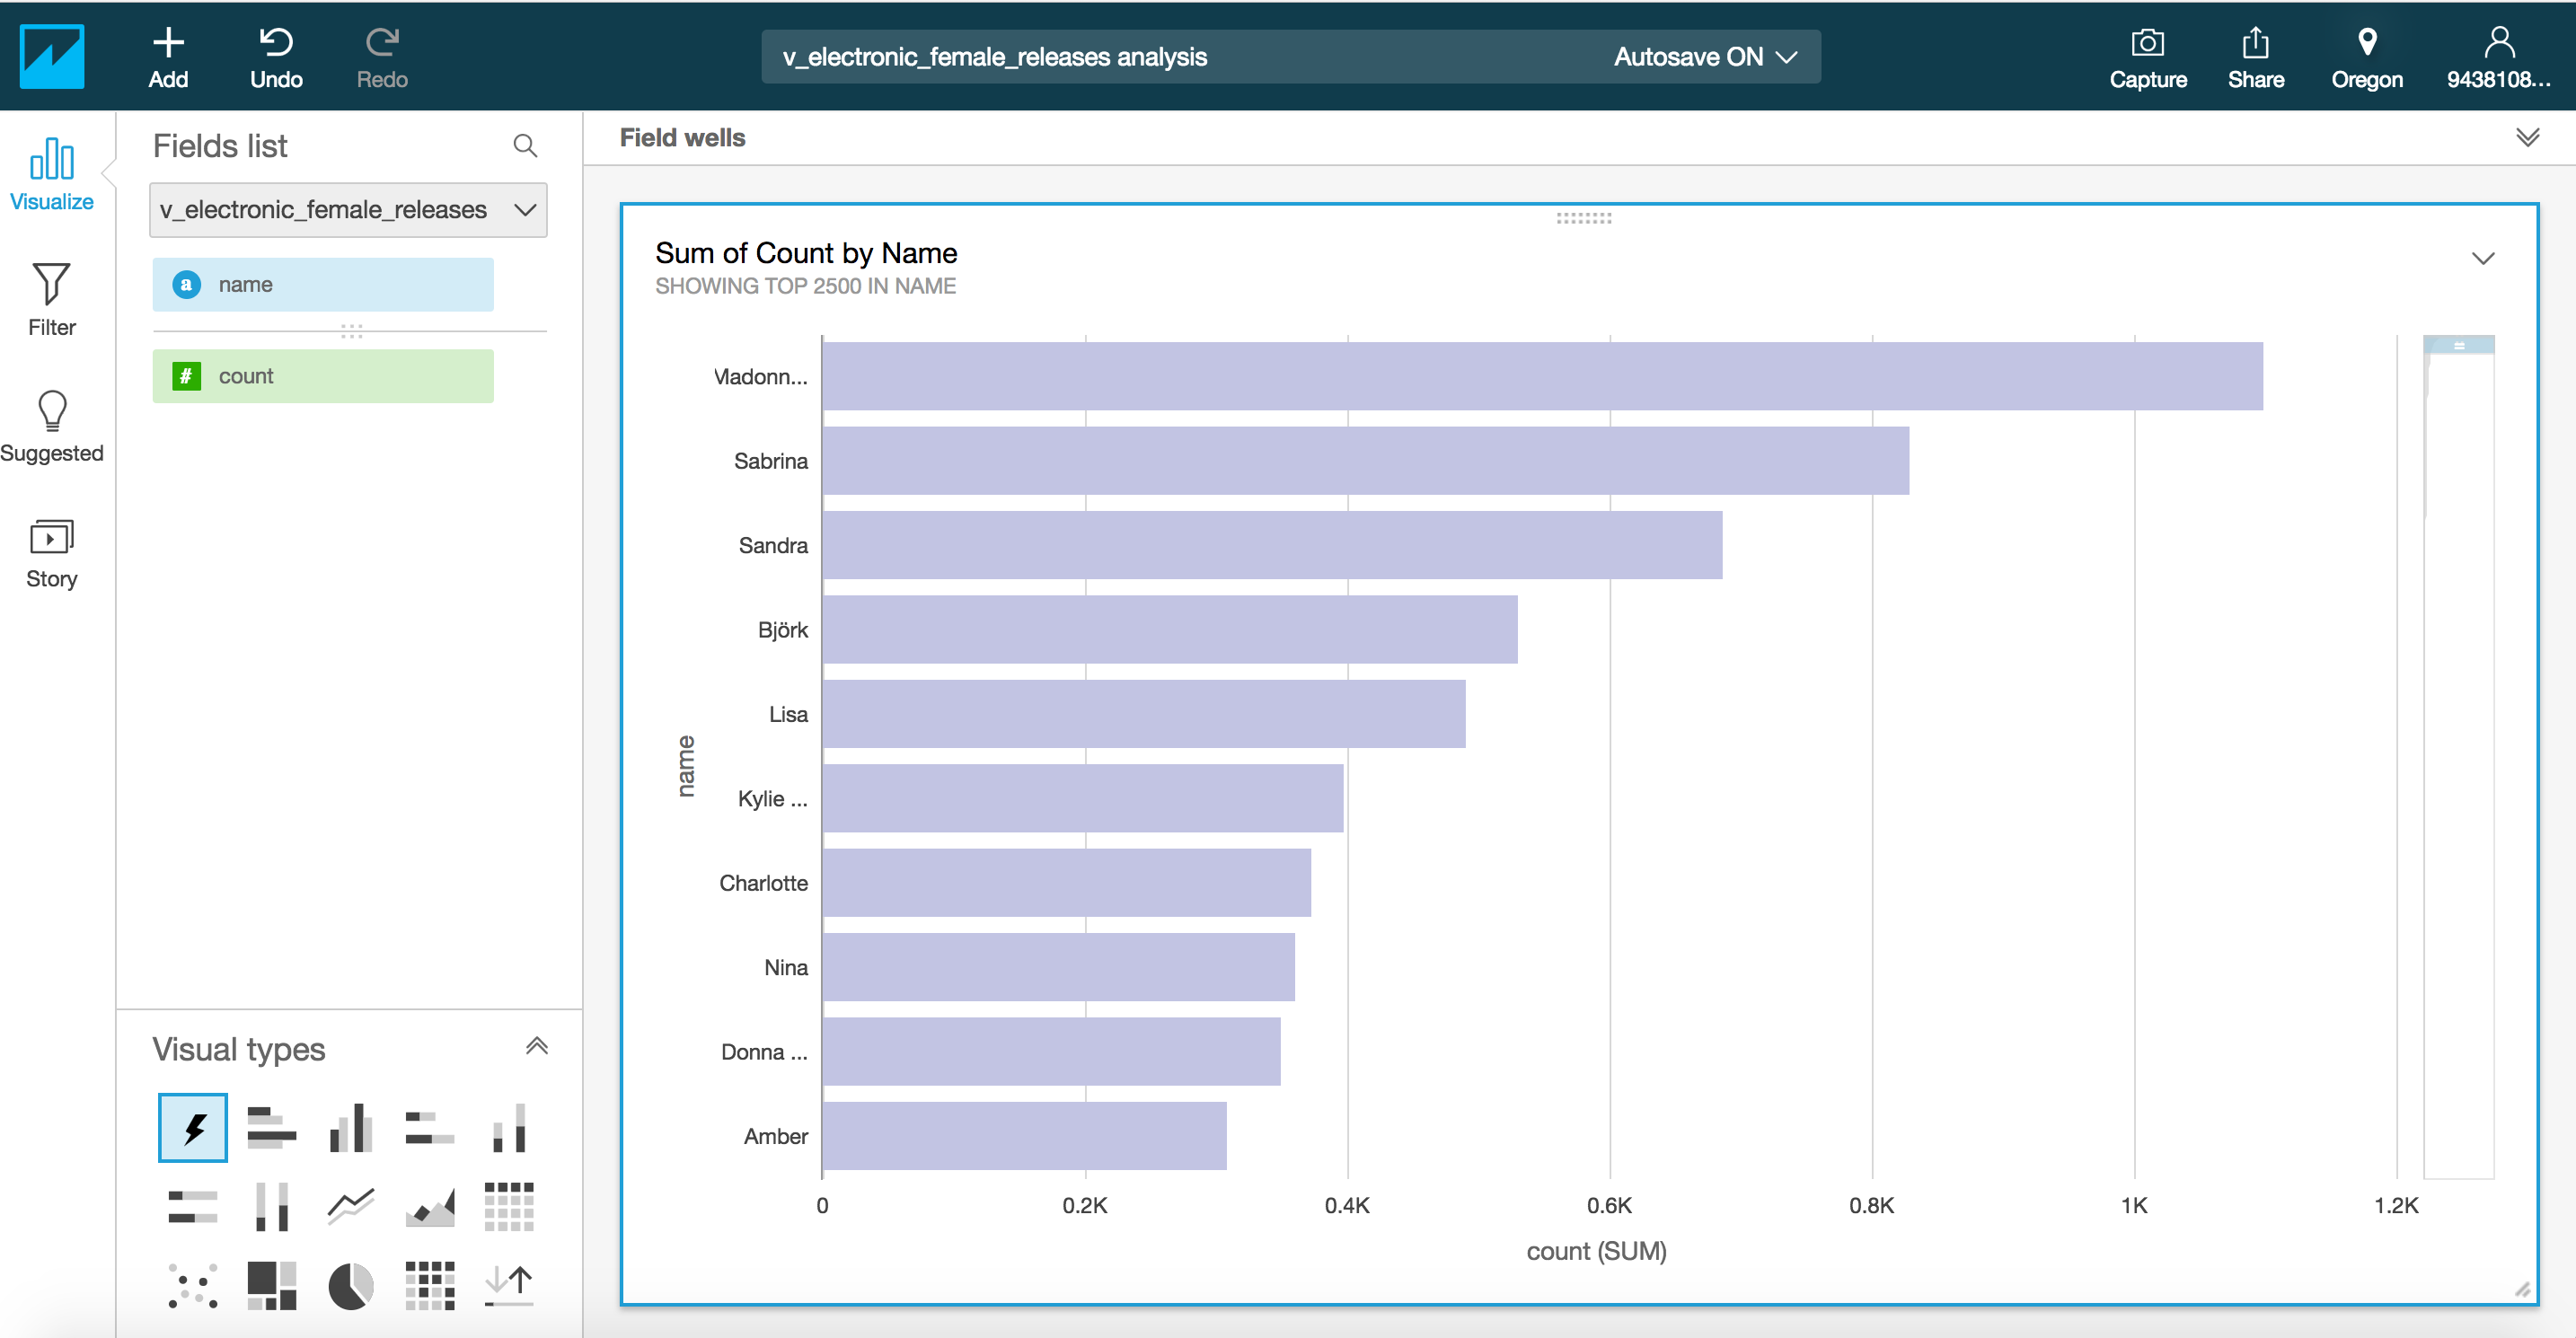 Add
Undo
Redo
v_electronic_female_releases analysis
Autosave ON
Capture
Share
Oregon
9438108...
Visualize
Filter
Suggested
Story
Fields list
v_electronic_female_releases
a name
# count
Visual types
Field wells
Sum of Count by Name
SHOWING TOP 2500 IN NAME
name
Madonn...
Sabrina
Sandra
Björk
Lisa
Kylie ...
Charlotte
Nina
Donna ...
Amber
0 0.2K 0.4K 0.6K 0.8K 1K 1.2K
count (SUM)